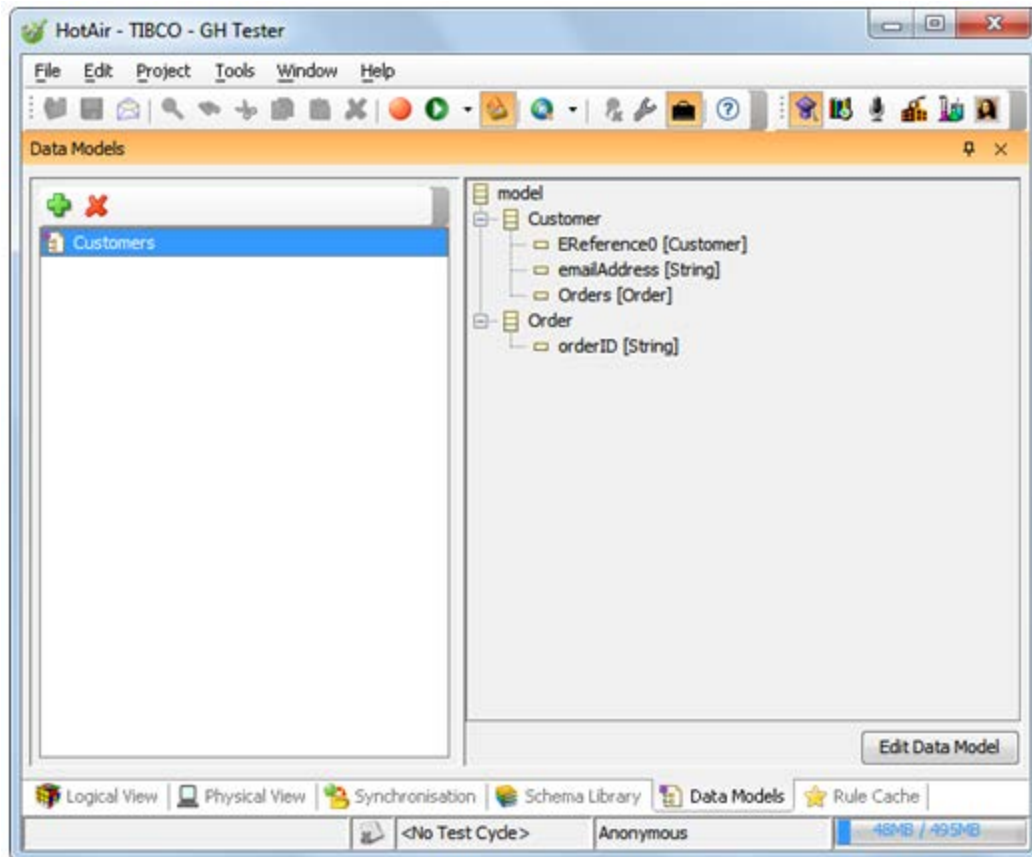 HotAir - TIBCO - GH Tester
File Edit Project Tools Window Help
Data Models
Customers
model
Customer
EReference0 [Customer]
emailAddress [String]
Orders [Order]
Order
orderID [String]
Edit Data Model
Logical View Physical View Synchronisation Schema Library Data Models Rule Cache
<No Test Cycle> Anonymous 48MB / 495MB